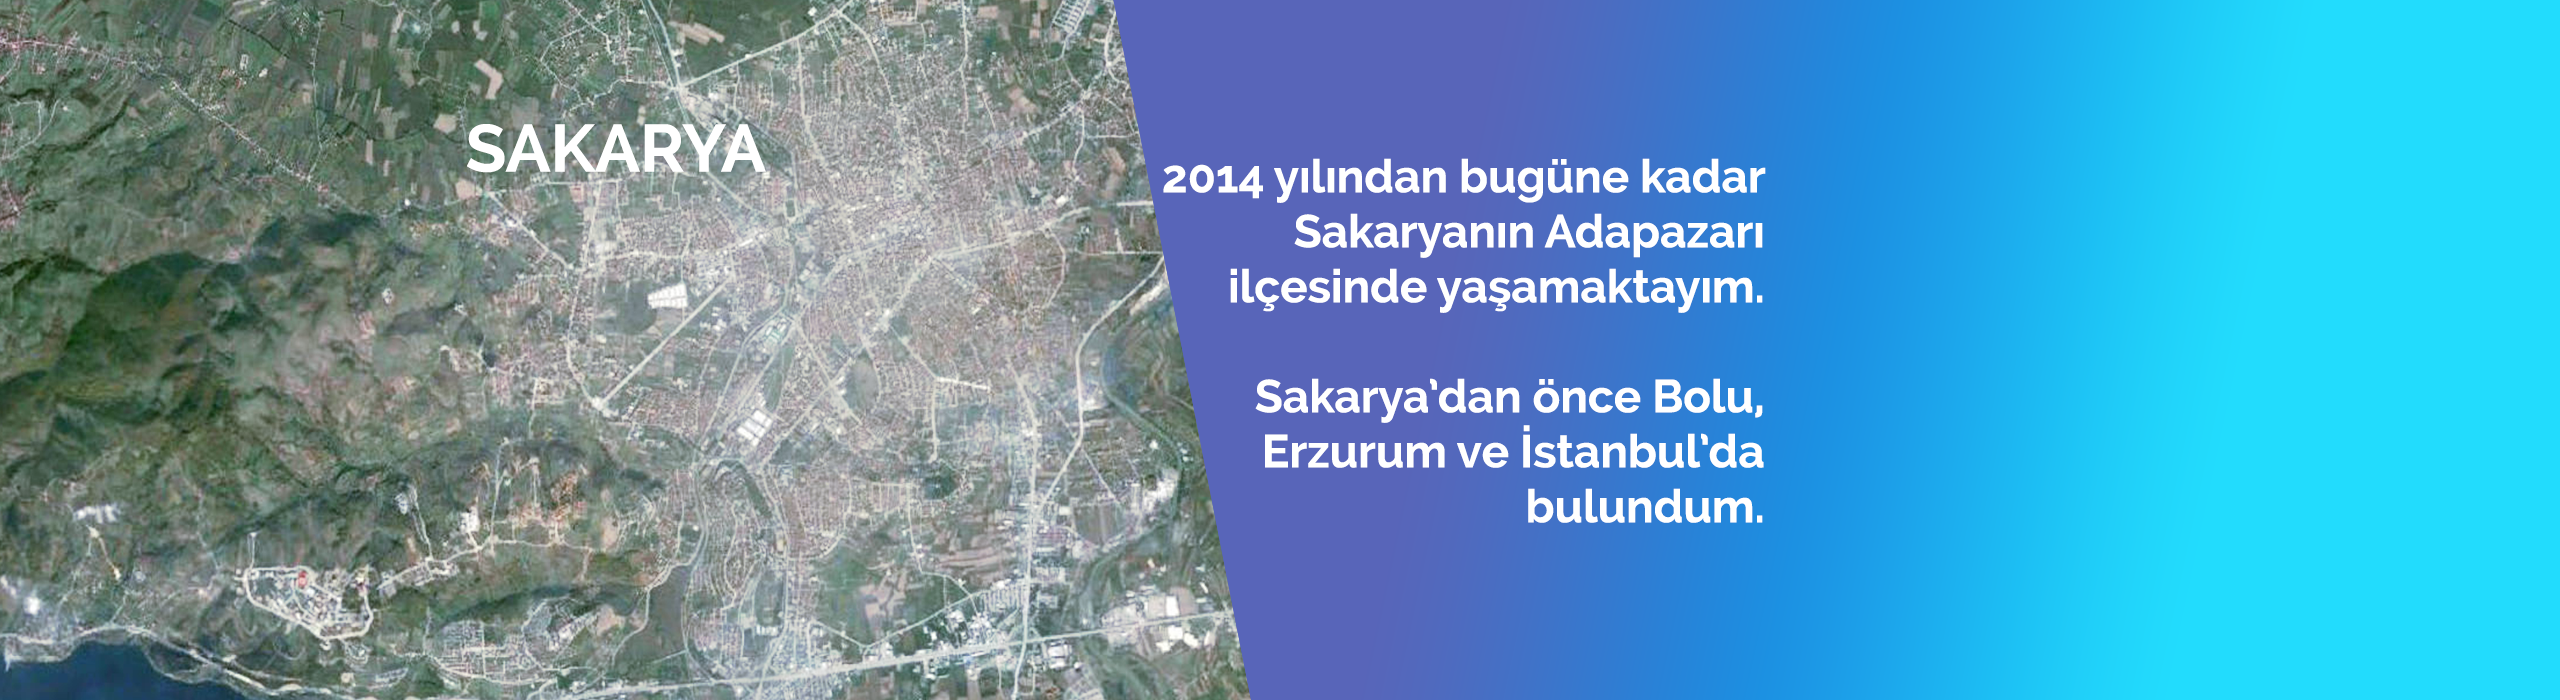 SAKARYA
2014 yılından bugüne kadar
Sakaryanın Adapazarı
ilçesinde yaşamaktayım.
Sakarya'dan önce Bolu,
Erzurum ve İstanbul'da
bulundum.